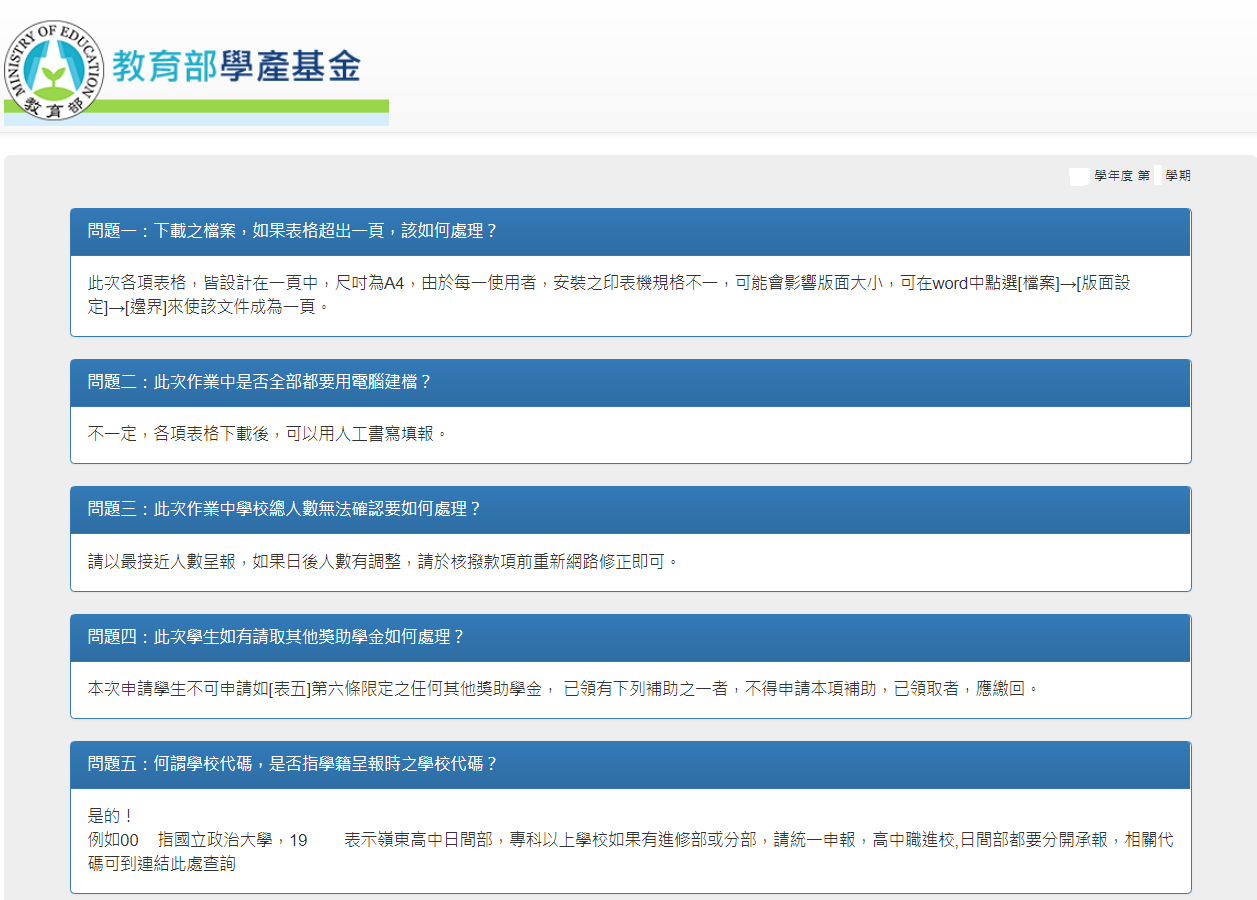 MINISTRY OF EDUCATION
教育部
教育部學產基金
學年度 第 學期
問題一：下載之檔案，如果表格超出一頁，該如何處理？
此次各項表格，皆設計在一頁中，尺吋為A4，由於每一使用者，安裝之印表機規格不一，可能會影響版面大小，可在word中點選[檔案]→[版面設
定]→[邊界]來使該文件成為一頁。
問題二：此次作業中是否全部都要用電腦建檔？
不一定，各項表格下載後，可以用人工書寫填報。
問題三：此次作業中學校總人數無法確認要如何處理？
請以最接近人數呈報，如果日後人數有調整，請於核撥款項前重新網路修正即可。
問題四：此次學生如有請取其他獎助學金如何處理？
本次申請學生不可申請如[表五]第六條限定之任何其他獎助學金， 已領有下列補助之一者，不得申請本項補助，已領取者，應繳回。
問題五：何謂學校代碼，是否指學籍呈報時之學校代碼？
是的！
例如00 指國立政治大學，19 表示嶺東高中日間部，專科以上學校如果有進修部或分部，請統一申報，高中職進校,日間部都要分開承報，相關代
碼可到連結此處查詢